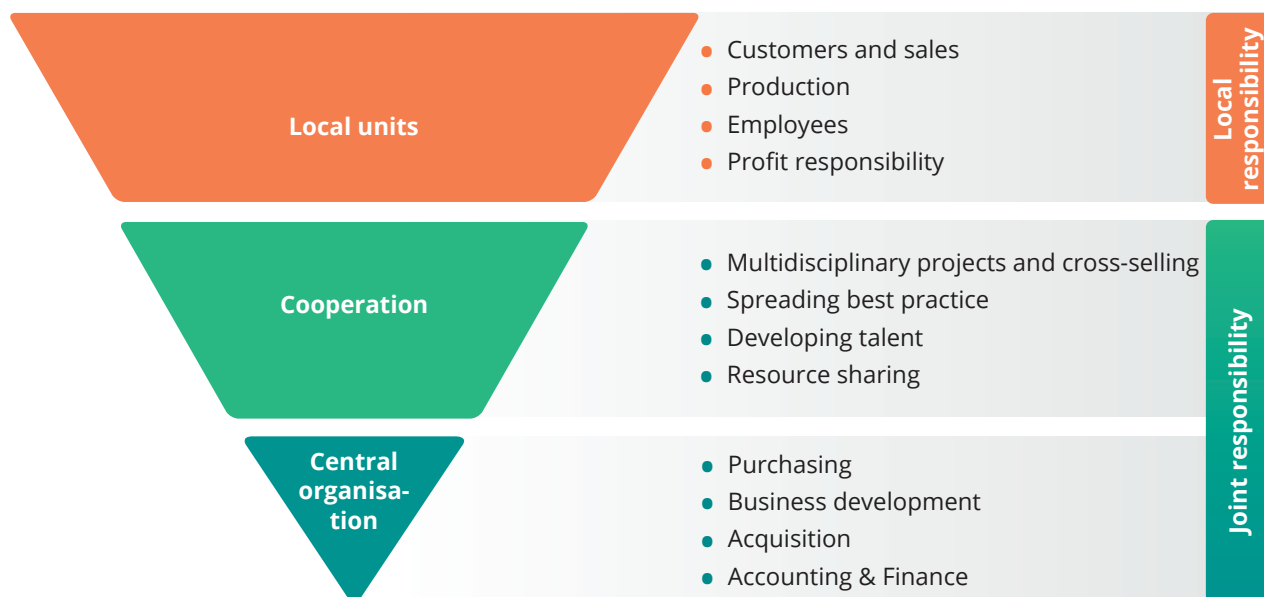 Local units
Customers and sales
Production
Employees
Profit responsibility
Local
responsibility
Cooperation
Multidisciplinary projects and cross-selling
Spreading best practice
Developing talent
Resource sharing
Joint responsibility
Central
organisa-
tion
Purchasing
Business development
Acquisition
Accounting & Finance